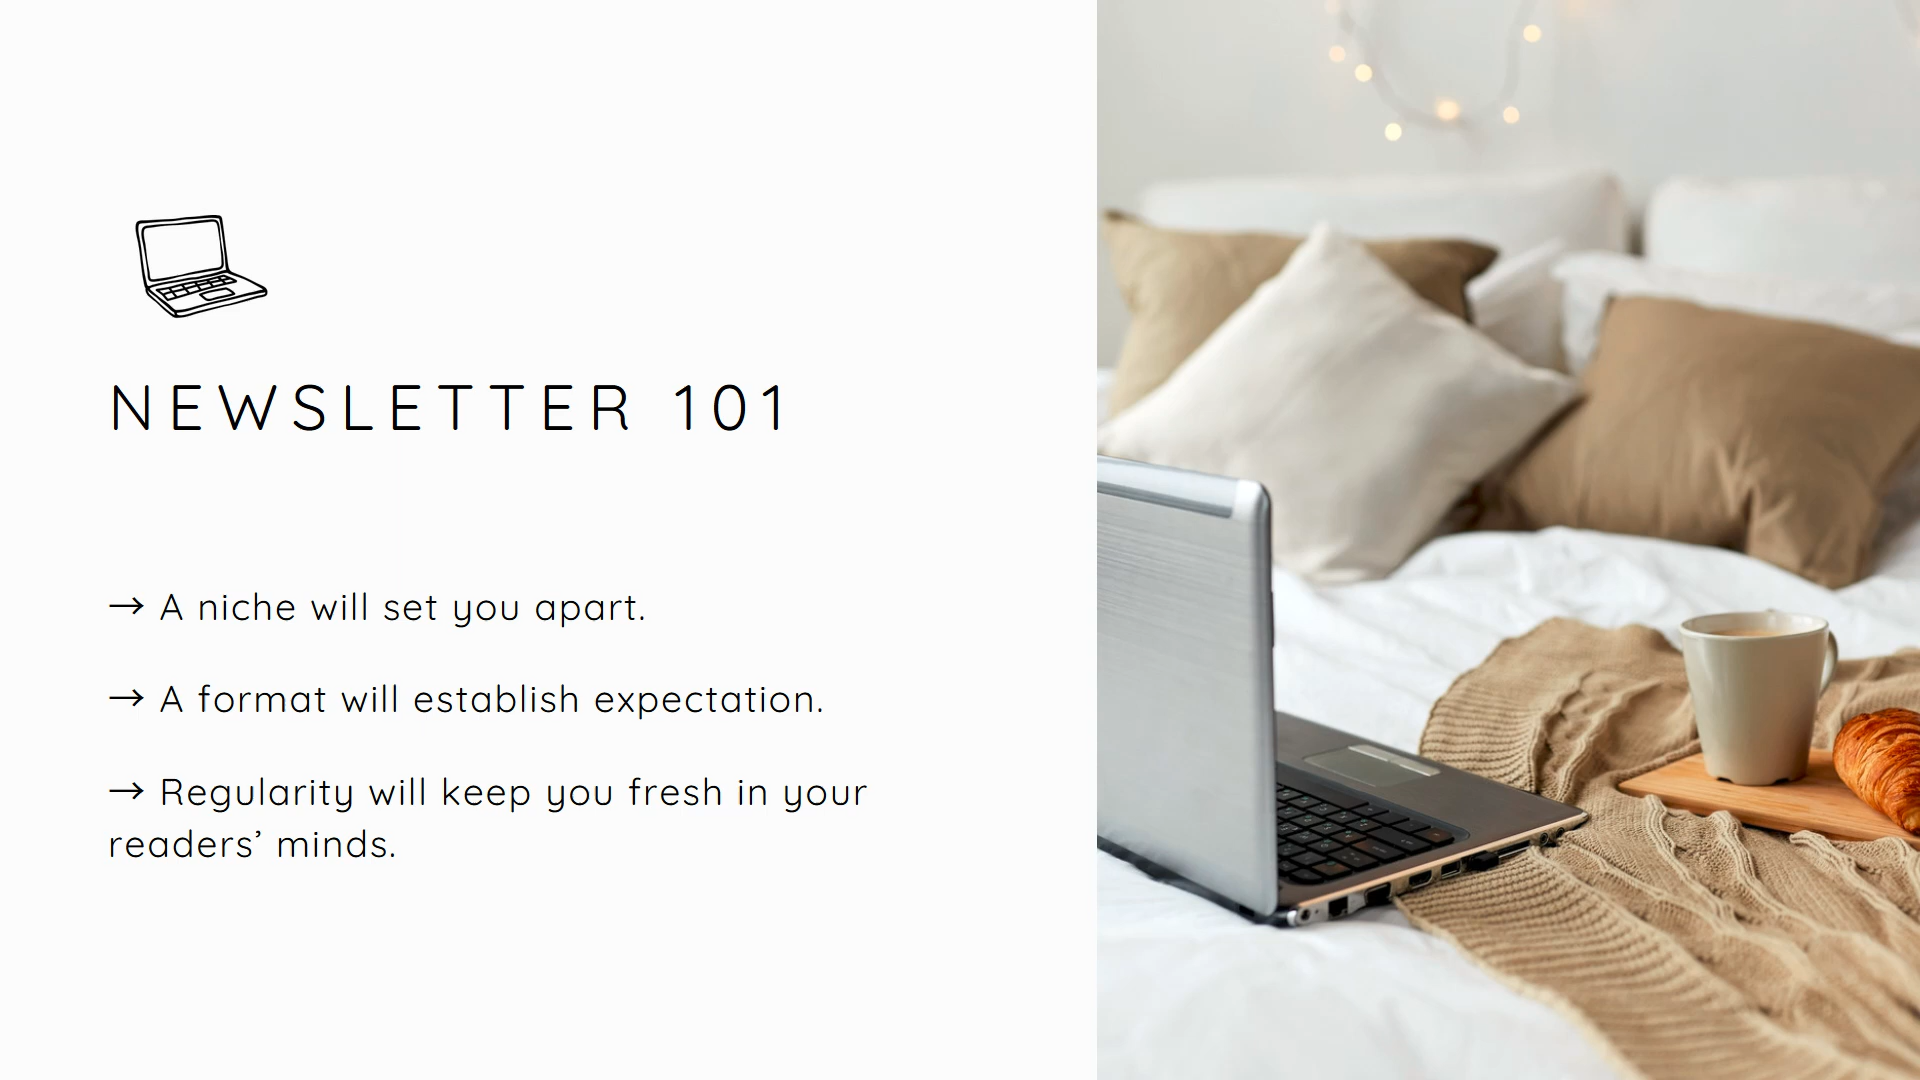 NEWSLETTER 101
→ A niche will set you apart.
→ A format will establish expectation.
→ Regularity will keep you fresh in your
readers’ minds.